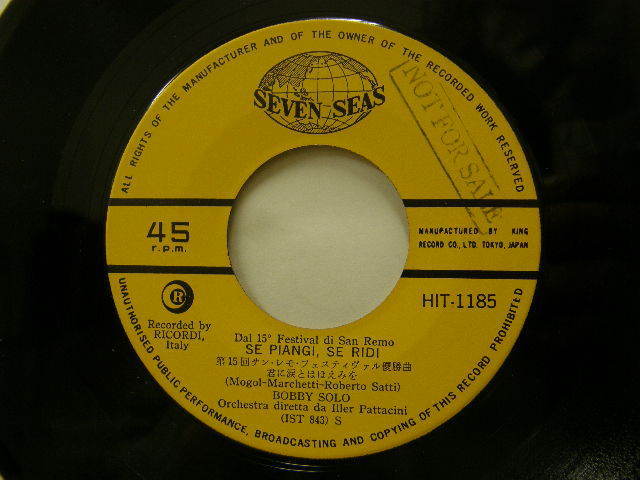 ALL RIGHTS OF THE MANUFACTURER AND OF THE OWNER OF THE RECORDED WORK RESERVED
SEVEN SEAS
NOT FOR SALE
45
r.p.m.
MANUFACTURED BY KING
RECORD CO., LTD. TOKYO, JAPAN
R
Recorded by
RICORDI,
Italy
HIT-1185
Dal 15° Festival di San Remo
SE PIANGI, SE RIDI
第15回サン・レモ・フェスティヴァル優勝曲
君に涙とほほえみを
(Mogol-Marchetti-Roberto Satti)
BOBBY SOLO
Orchestra diretta da Iller Pattacini
(IST 843) S
UNAUTHORISED PUBLIC PERFORMANCE, BROADCASTING AND COPYING OF THIS RECORD PROHIBITED